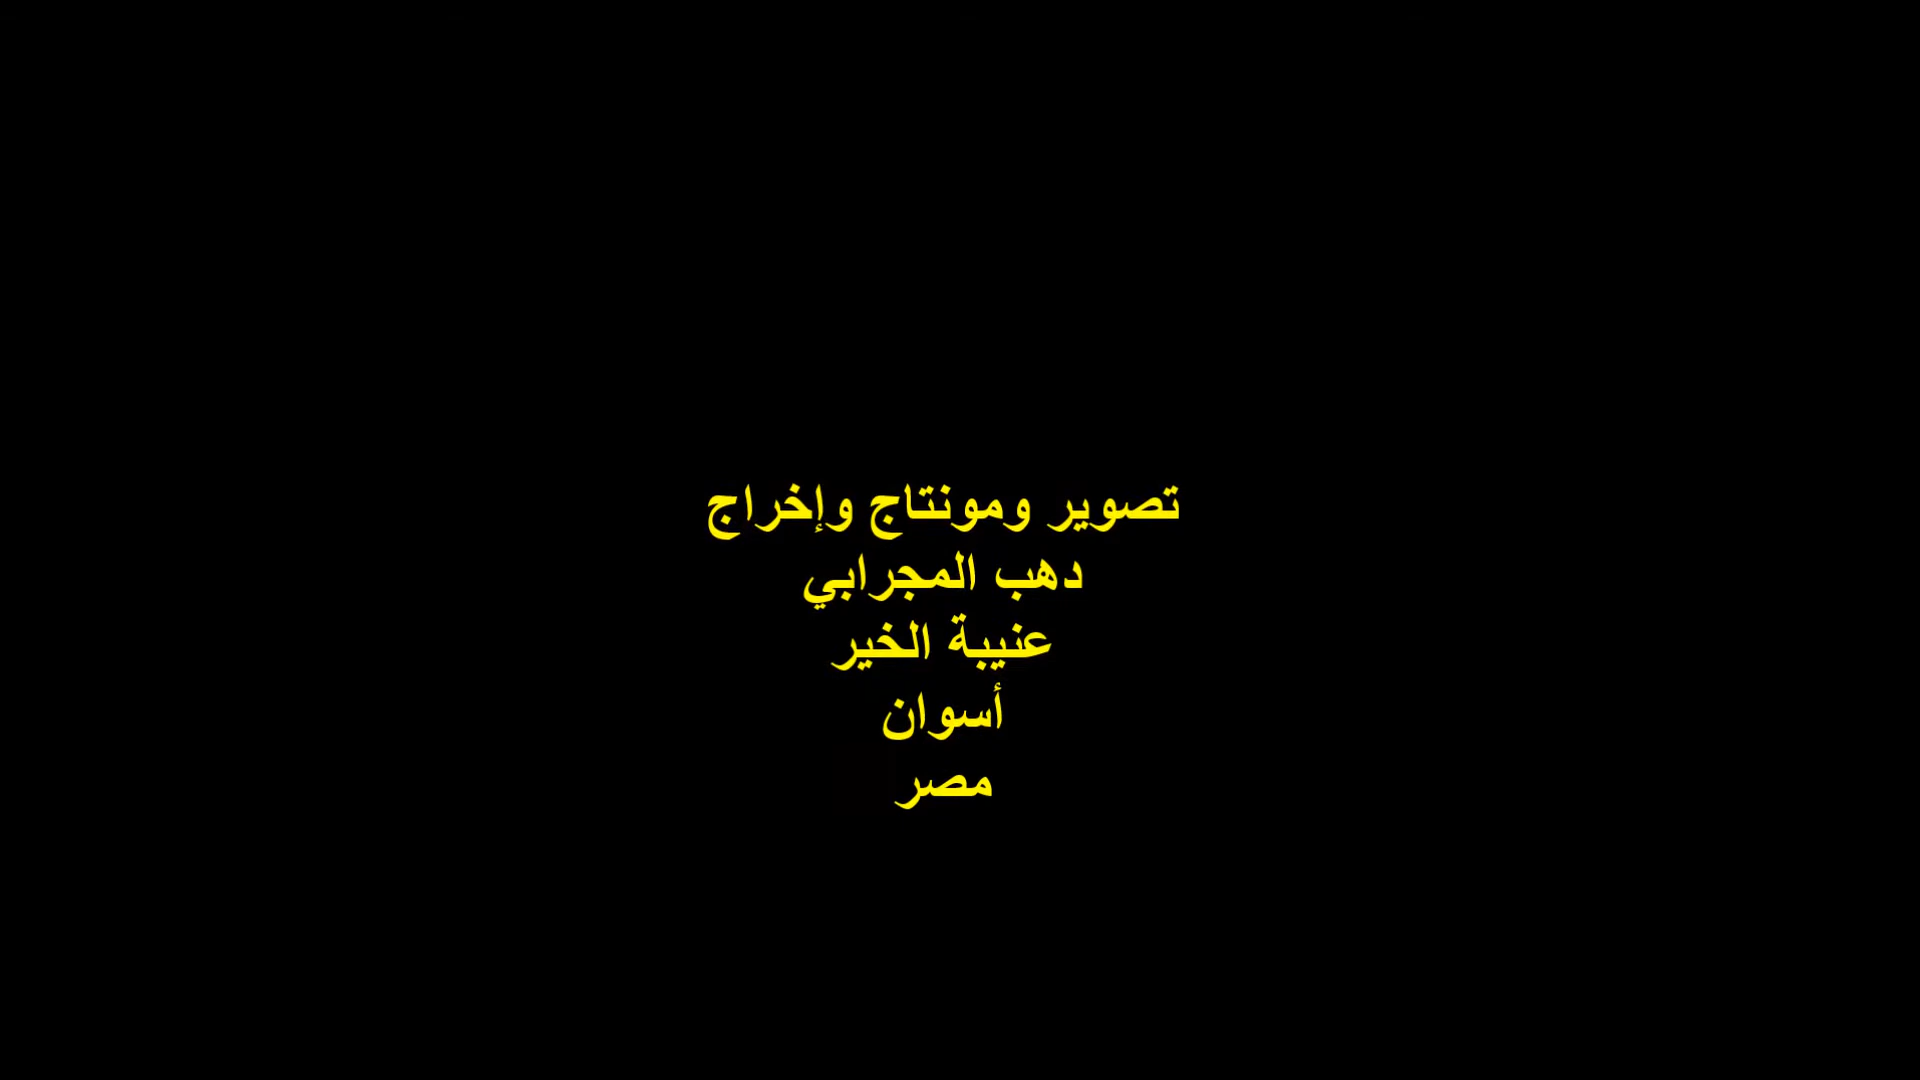 تصوير ومونتاج وإخراج
دهب المجرابي
عنيبة الخير
أسوان
مصر